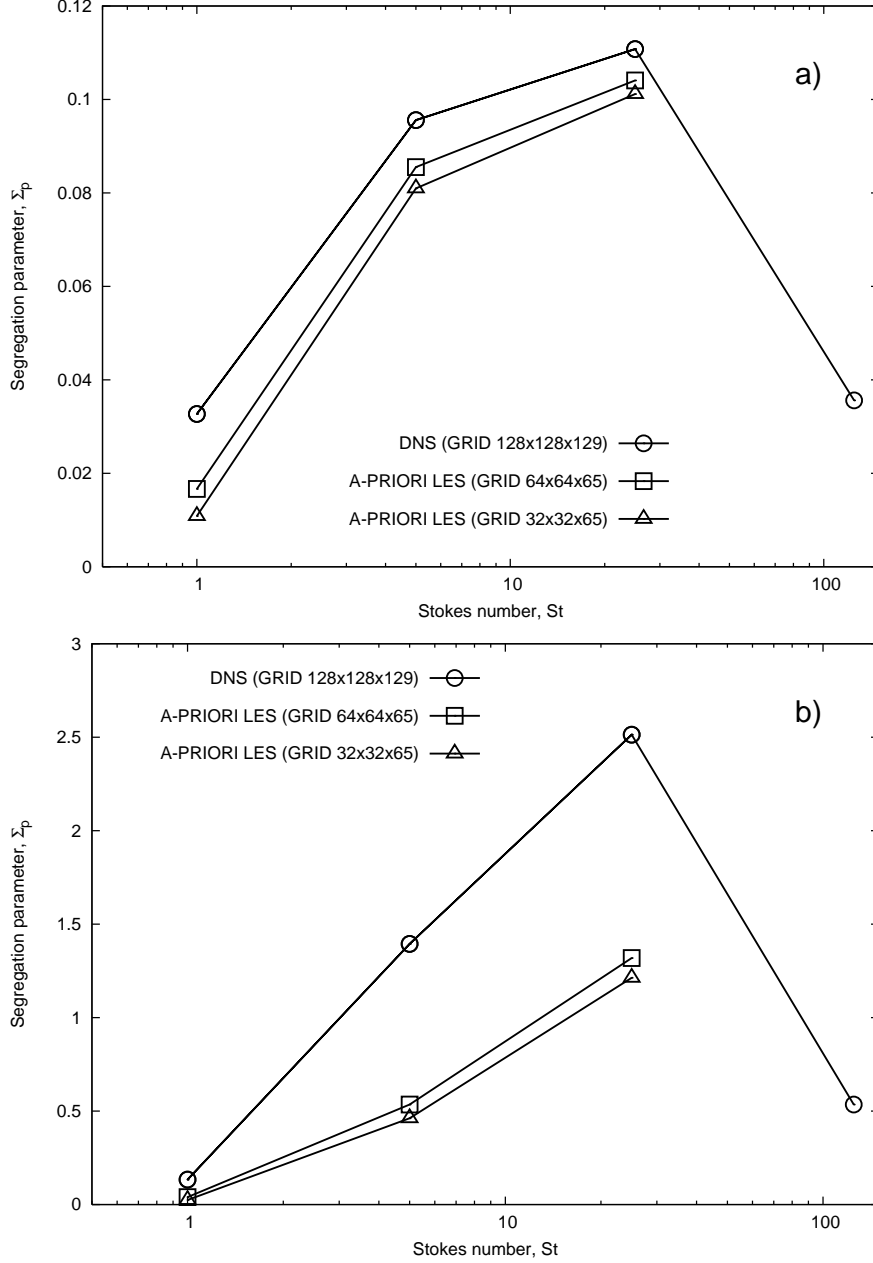 0.12
a)
0.1
0.08
0.06
0.04
0.02
0
Segregation parameter, Σp
DNS (GRID 128x128x129)
A-PRIORI LES (GRID 64x64x65)
A-PRIORI LES (GRID 32x32x65)
1 10 100
Stokes number, St
3
DNS (GRID 128x128x129)
A-PRIORI LES (GRID 64x64x65)
A-PRIORI LES (GRID 32x32x65)
b)
2.5
2
1.5
1
0.5
0
Segregation parameter, Σp
1 10 100
Stokes number, St